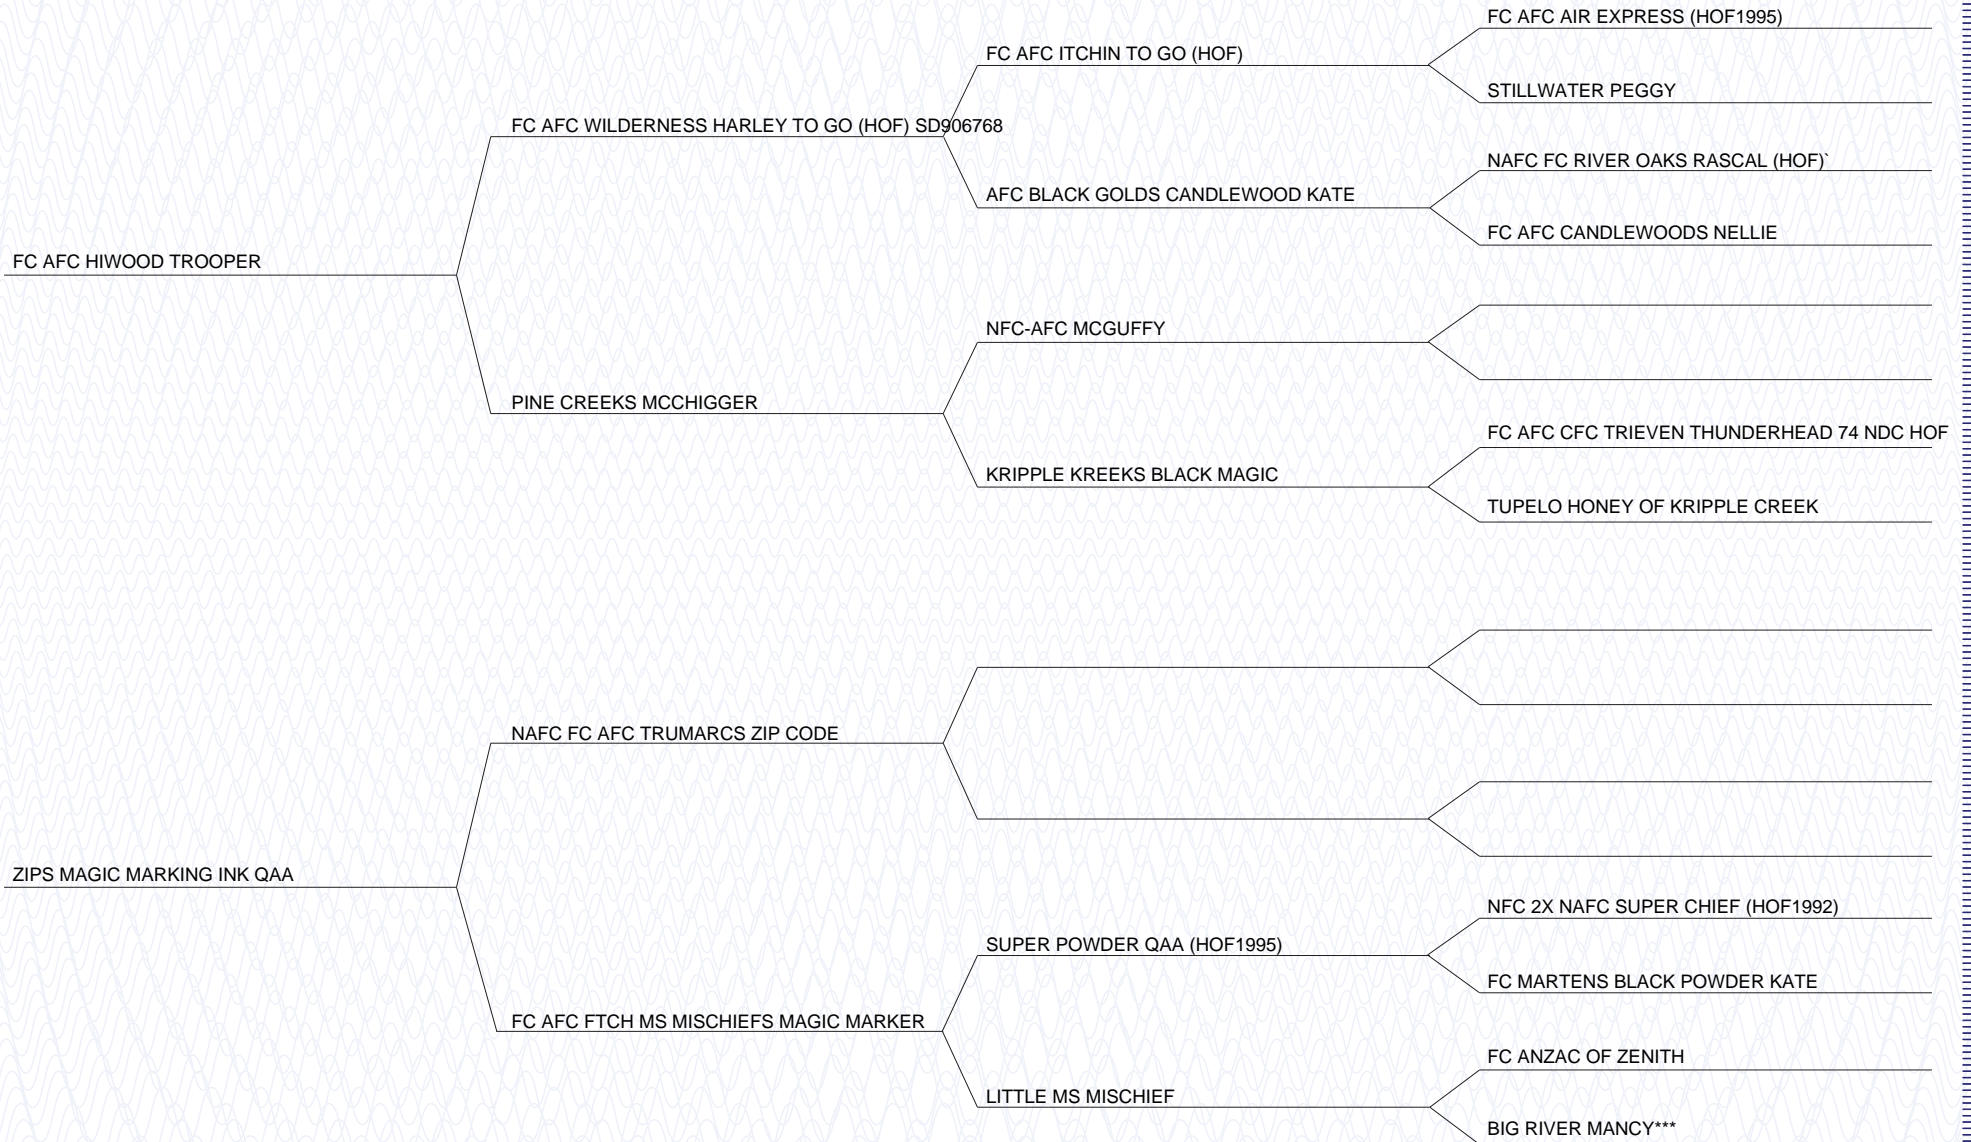 FC AFC AIR EXPRESS (HOF1995)
FC AFC ITCHIN TO GO (HOF)
STILLWATER PEGGY
FC AFC WILDERNESS HARLEY TO GO (HOF) SD906768
NAFC FC RIVER OAKS RASCAL (HOF)`
AFC BLACK GOLDS CANDLEWOOD KATE
FC AFC CANDLEWOODS NELLIE
FC AFC HIWOOD TROOPER
NFC-AFC MCGUFFY
PINE CREEKS MCCHIGGER
FC AFC CFC TRIEVEN THUNDERHEAD 74 NDC HOF
KRIPPLE KREEKS BLACK MAGIC
TUPELO HONEY OF KRIPPLE CREEK
NAFC FC AFC TRUMARCS ZIP CODE
ZIPS MAGIC MARKING INK QAA
NFC 2X NAFC SUPER CHIEF (HOF1992)
SUPER POWDER QAA (HOF1995)
FC MARTENS BLACK POWDER KATE
FC AFC FTCH MS MISCHIEFS MAGIC MARKER
FC ANZAC OF ZENITH
LITTLE MS MISCHIEF
BIG RIVER MANCY***